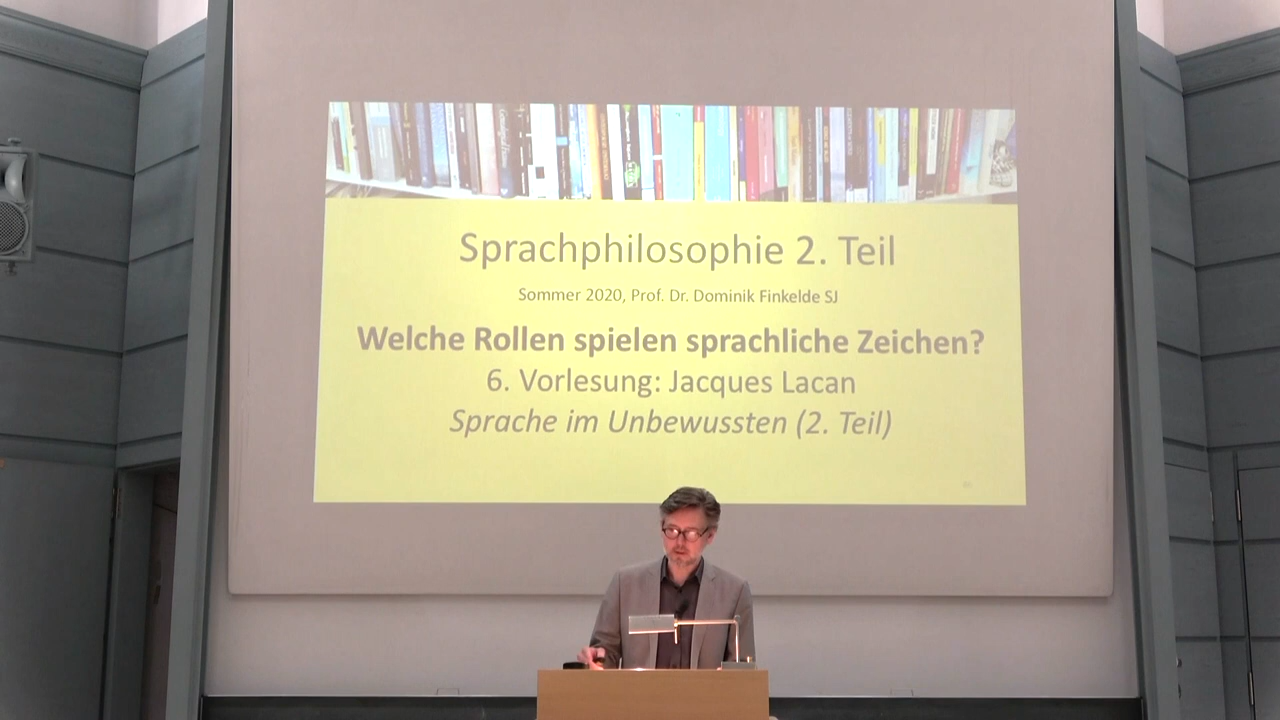 Sprachphilosophie 2. Teil
Sommer 2020, Prof. Dr. Dominik Finkelde SJ
Welche Rollen spielen sprachliche Zeichen?
6. Vorlesung: Jacques Lacan
Sprache im Unbewussten (2. Teil)